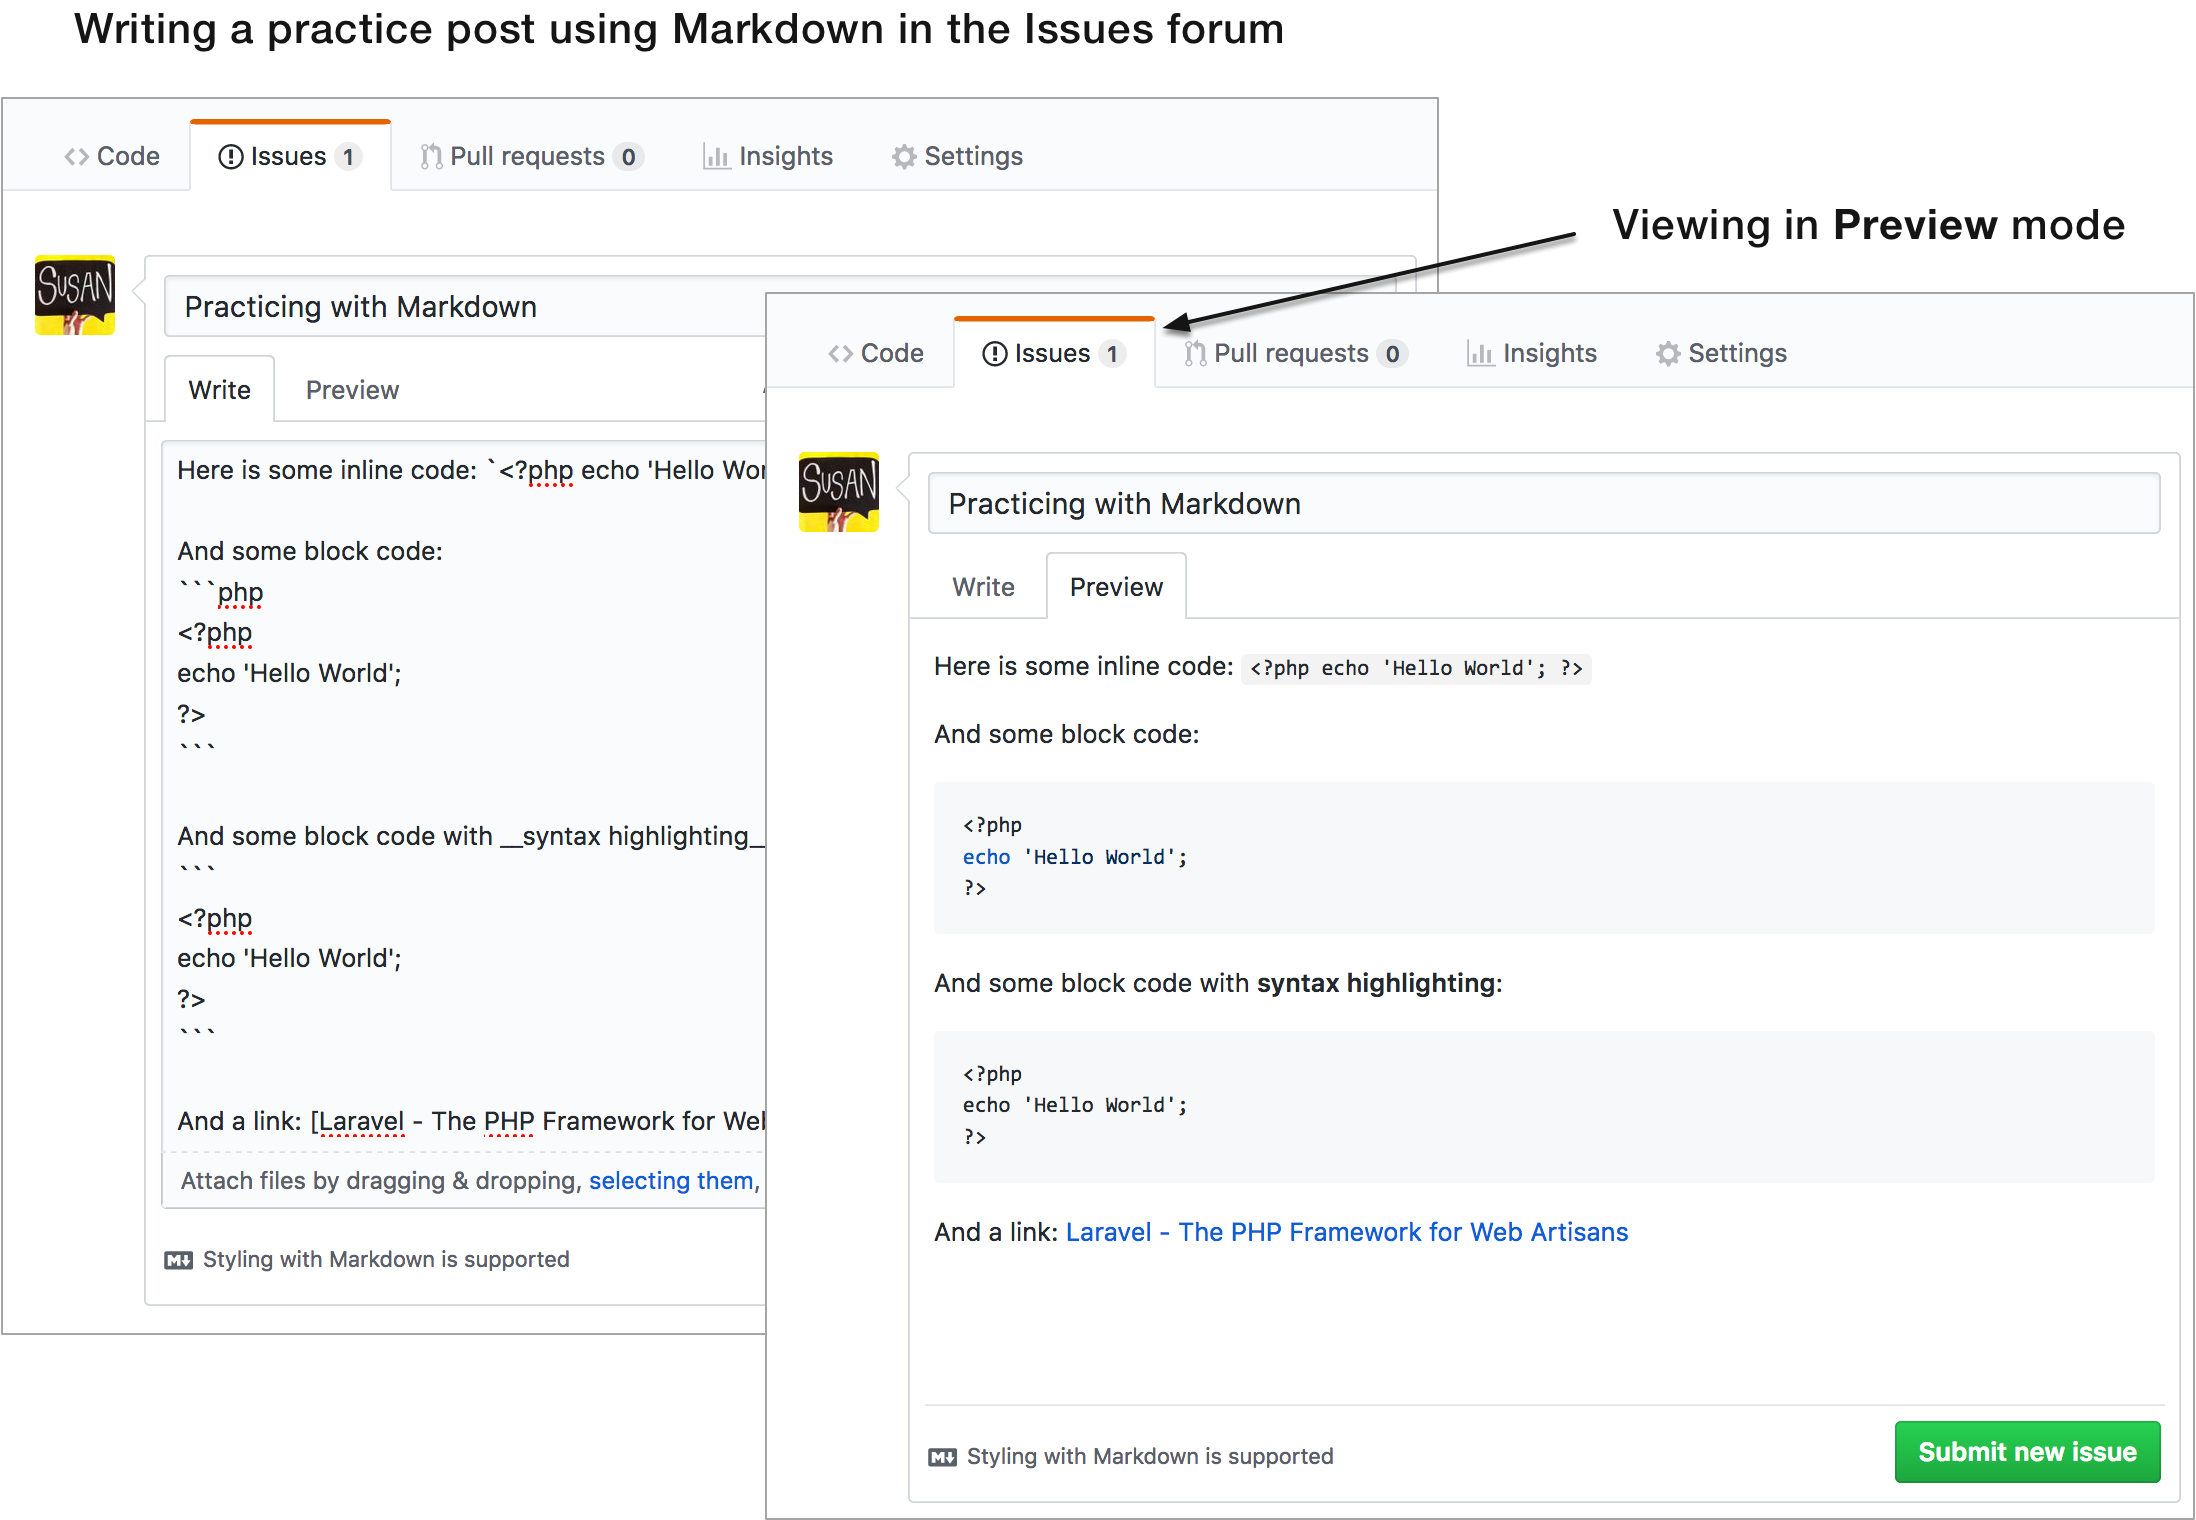 Writing a practice post using Markdown in the Issues forum
Code Issues 1 Pull requests 0 Insights Settings
SUSAN
Practicing with Markdown
Write Preview
Here is some inline code: `<?php echo 'Hello
And some block code:
```php
<?php
echo 'Hello World';
?>
```
And some block code with __syntax highlighting__
```
<?php
echo 'Hello World';
?>
```
And a link: [Laravel - The PHP Framework for
Attach files by dragging & dropping, selecting them,
Styling with Markdown is supported
Viewing in Preview mode
Code Issues 1 Pull requests 0 Insights Settings
SUSAN
Practicing with Markdown
Write Preview
Here is some inline code: <?php echo 'Hello World'; ?>
And some block code:
<?php
echo 'Hello World';
?>
And some block code with syntax highlighting:
<?php
echo 'Hello World';
?>
And a link: Laravel - The PHP Framework for Web Artisans
Styling with Markdown is supported
Submit new issue